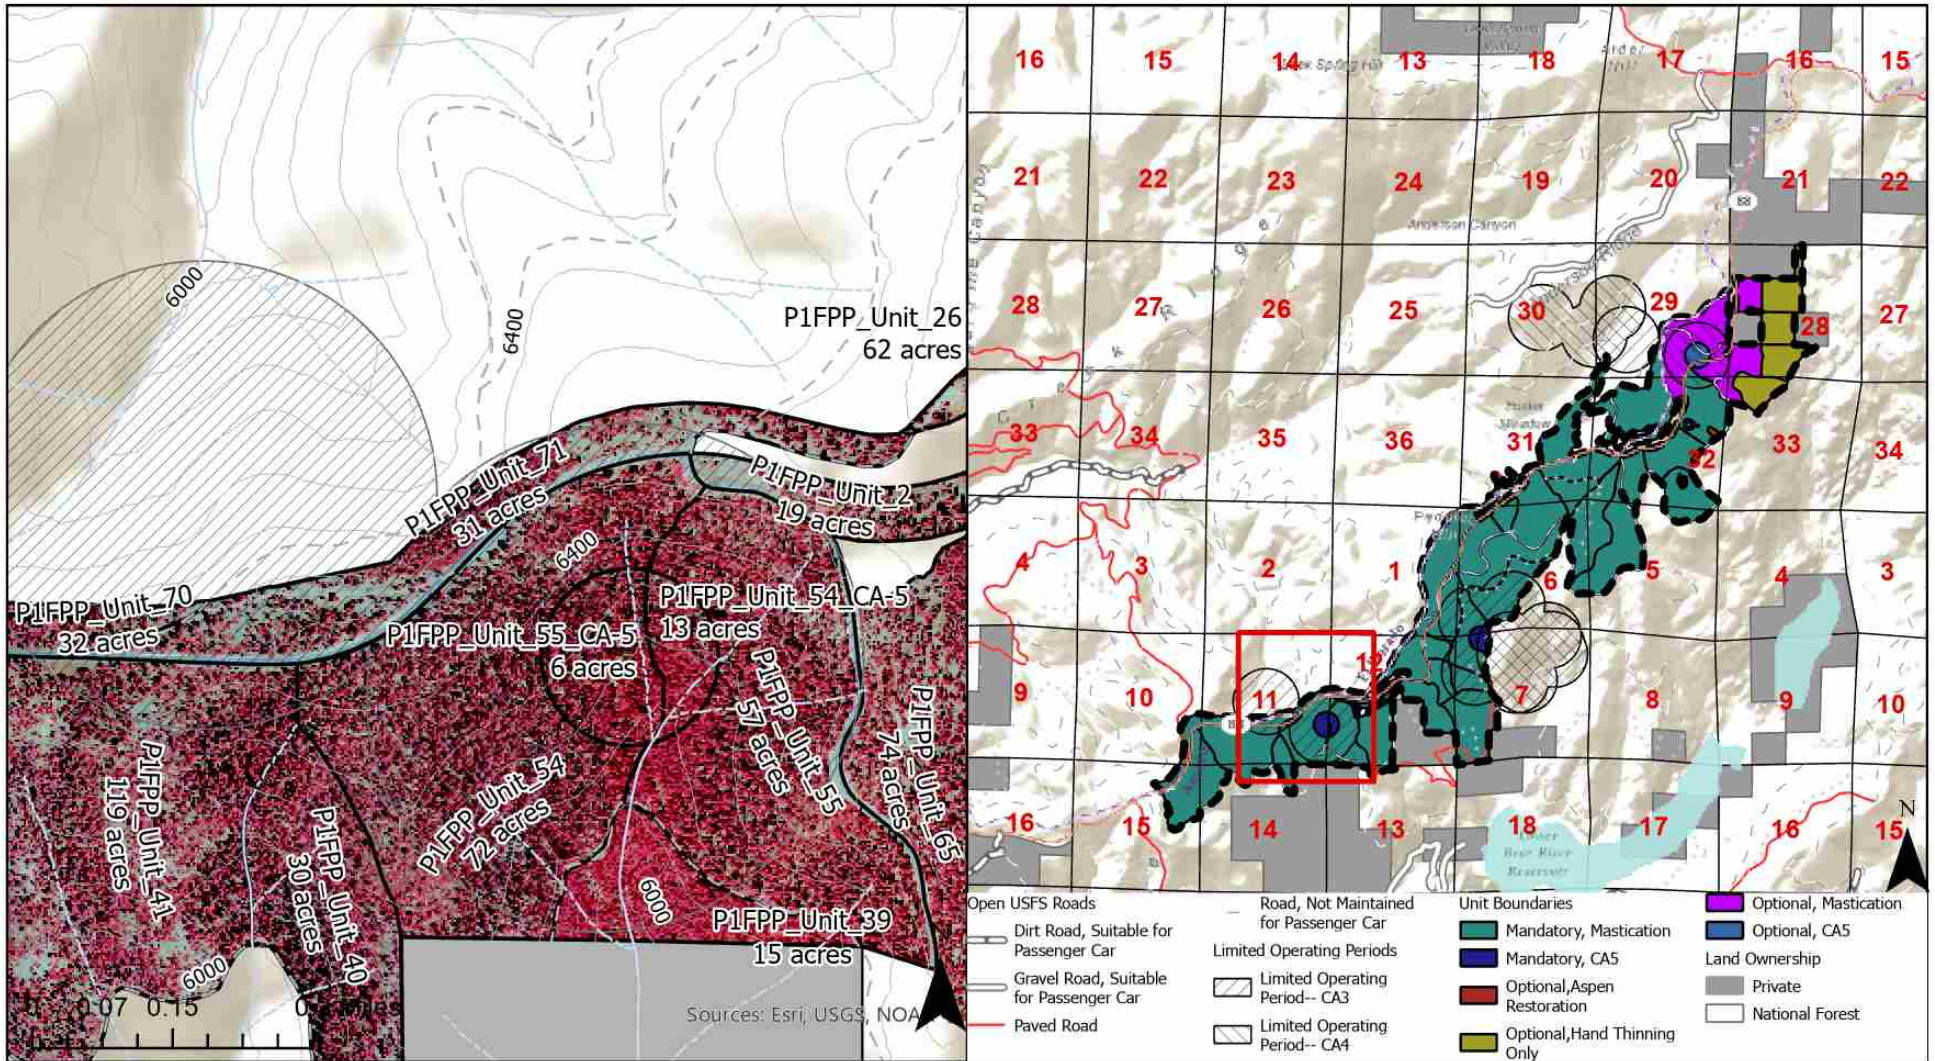 6000
6400
P1FPP_Unit_26
62 acres
P1FPP_Unit_71
31 acres
P1FPP_Unit_2
19 acres
6400
P1FPP_Unit_70
32 acres
P1FPP_Unit_54_CA-5
13 acres
P1FPP_Unit_55_CA-5
6 acres
P1FPP_Unit_55
57 acres
P1FPP_Unit_65
74 acres
P1FPP_Unit_41
119 acres
P1FPP_Unit_54
72 acres
P1FPP_Unit_40
30 acres
6000
P1FPP_Unit_39
15 acres
6000
0.07 0.15
Sources: Esri, USGS, NOA
16 15 14 13 18 17 16 15
21 22 23 24 19 20 21 22
88
Anderson Canyon
28 27 26 25 30 29 28 27
33 34 35 36 31 32 33 34
4 3 2 1 6 5 4 3
9 10 11 12 7 8 9 10
16 15 14 13 18 17 16 15
Bear River
Reservoir
N
Open USFS Roads
Dirt Road, Suitable for
Passenger Car
Gravel Road, Suitable
for Passenger Car
Paved Road
Road, Not Maintained
for Passenger Car
Limited Operating Periods
Limited Operating
Period-- CA3
Limited Operating
Period-- CA4
Unit Boundaries
Mandatory, Mastication
Mandatory, CA5
Optional,Aspen
Restoration
Optional,Hand Thinning
Only
Optional, Mastication
Optional, CA5
Land Ownership
Private
National Forest